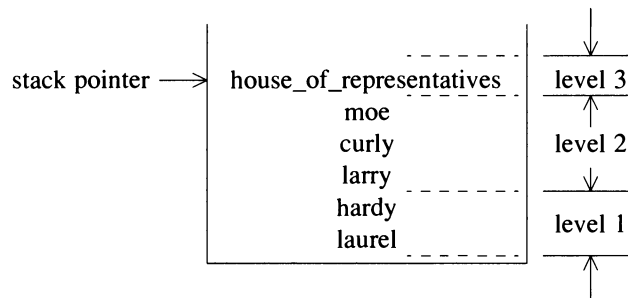 stack pointer
house_of_representatives
level 3
moe
curly
level 2
larry
hardy
level 1
laurel